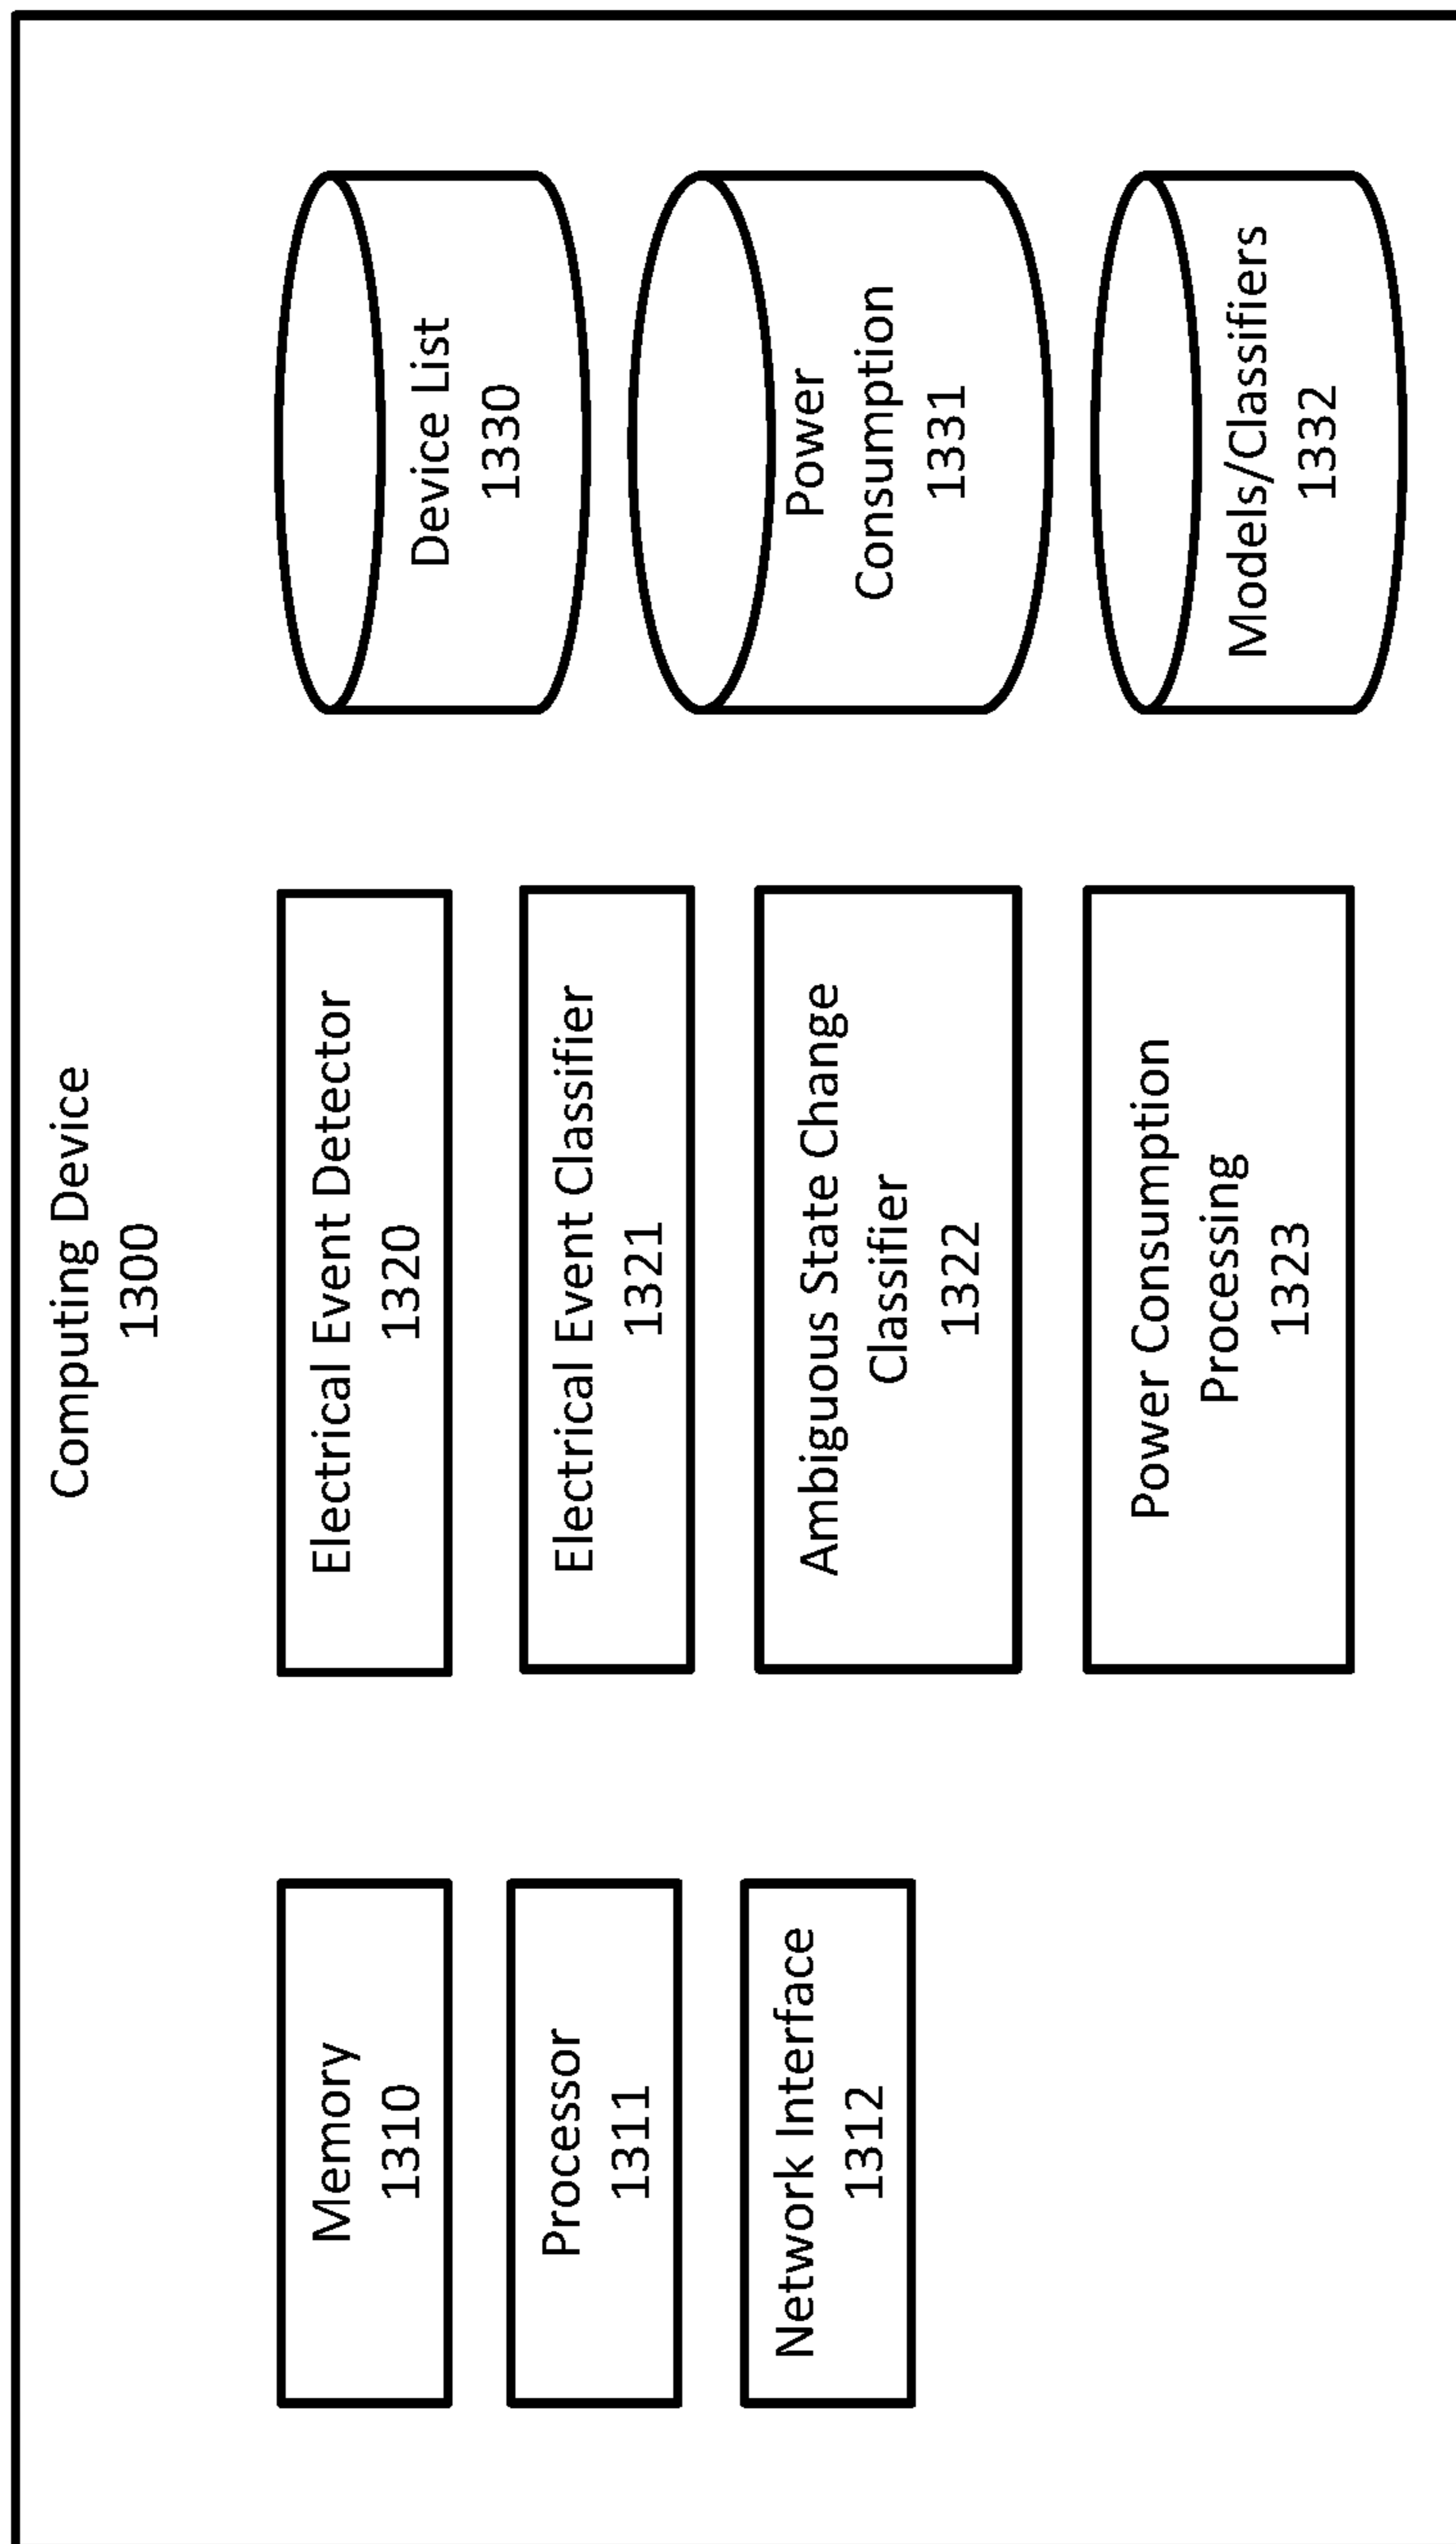 Computing Device
1300
Memory
1310
Processor
1311
Network Interface
1312
Electrical Event Detector
1320
Electrical Event Classifier
1321
Ambiguous State Change
Classifier
1322
Power Consumption
Processing
1323
Device List
1330
Power
Consumption
1331
Models/Classifiers
1332